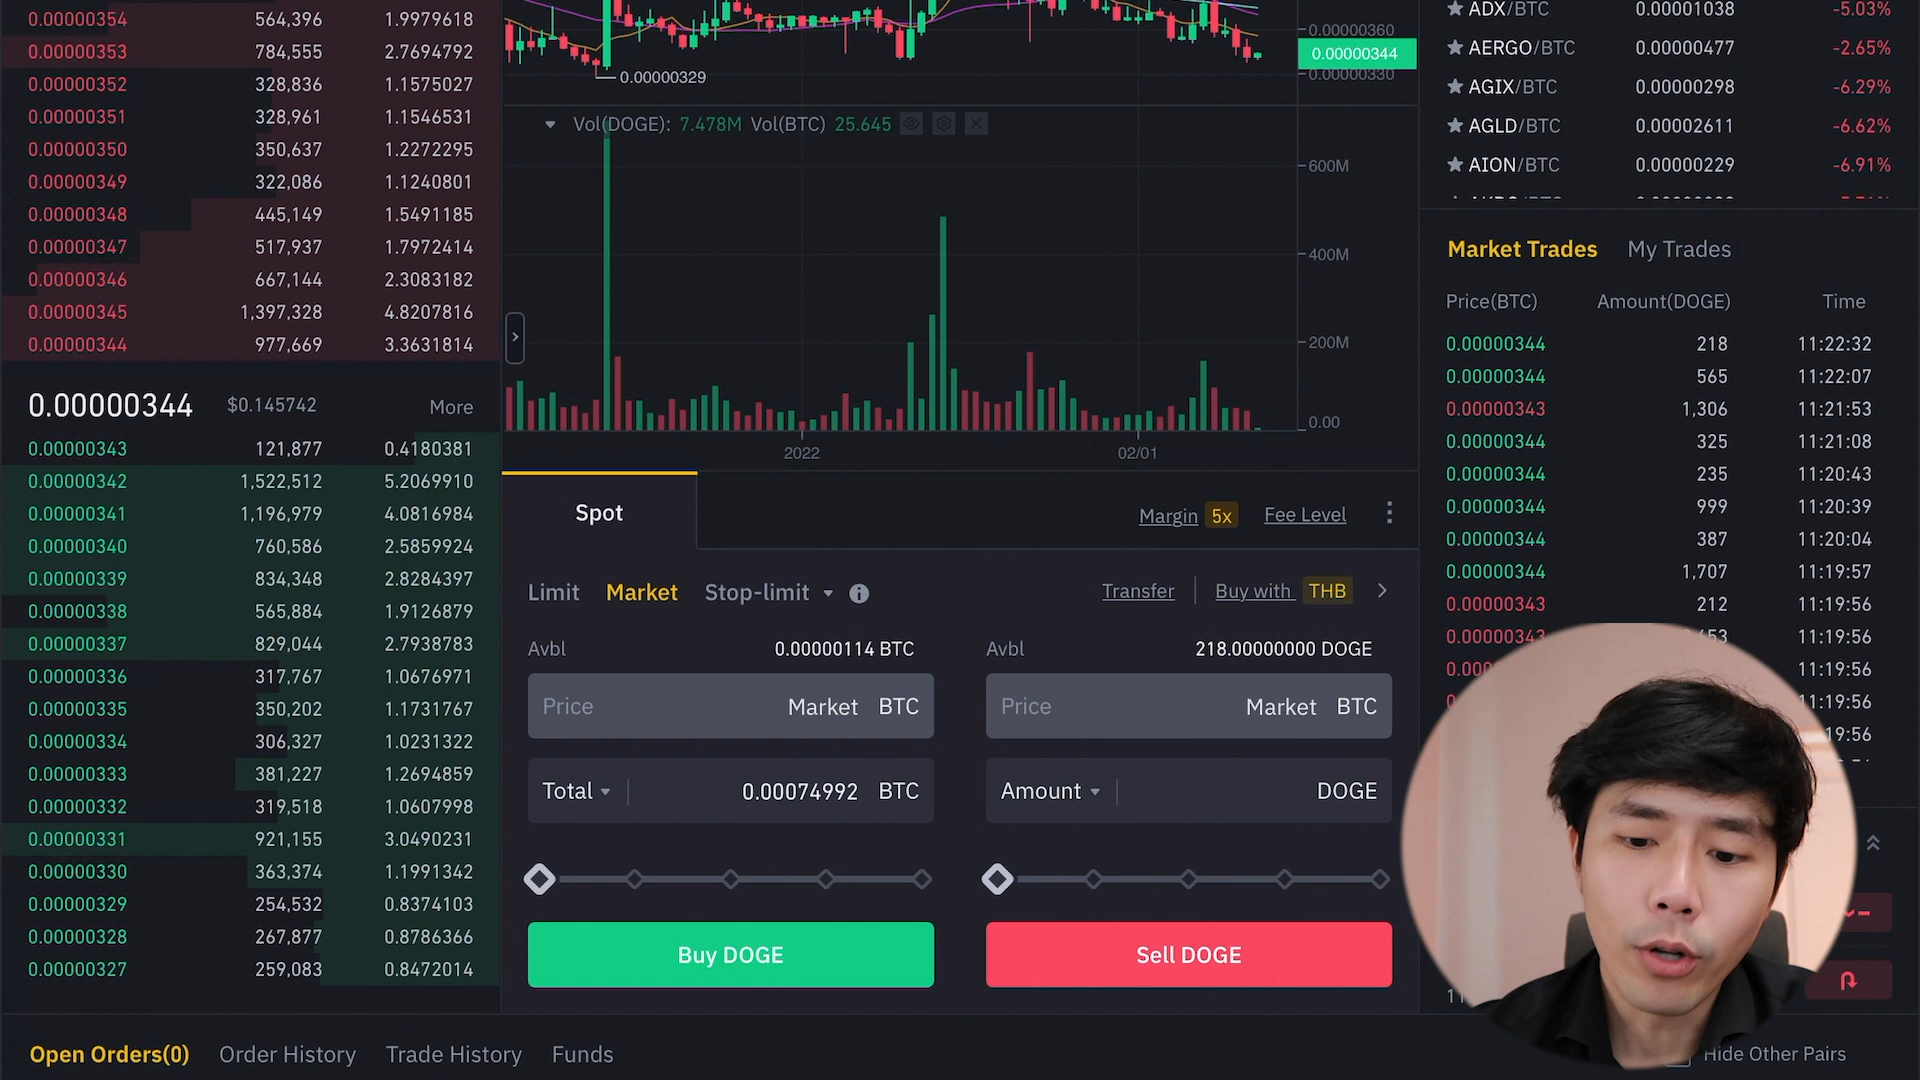 0.00000354 564,396 1.9979618
0.00000353 784,555 2.7694792
0.00000352 328,836 1.1575027
0.00000351 328,961 1.1546531
0.00000350 350,637 1.2272295
0.00000349 322,086 1.1240801
0.00000348 445,149 1.5491185
0.00000347 517,937 1.7972414
0.00000346 667,144 2.3083182
0.00000345 1,397,328 4.8207816
0.00000344 977,669 3.3631814
0.00000344 $0.145742 More
0.00000343 121,877 0.4180381
0.00000342 1,522,512 5.2069910
0.00000341 1,196,979 4.0816984
0.00000340 760,586 2.5859924
0.00000339 834,348 2.8284397
0.00000338 565,884 1.9126879
0.00000337 829,044 2.7938783
0.00000336 317,767 1.0676971
0.00000335 350,202 1.1731767
0.00000334 306,327 1.0231322
0.00000333 381,227 1.2694859
0.00000332 319,518 1.0607998
0.00000331 921,155 3.0490231
0.00000330 363,374 1.1991342
0.00000329 254,532 0.8374103
0.00000328 267,877 0.8786366
0.00000327 259,083 0.8472014
0.00000360
0.00000344
0.00000330
0.00000329
Vol(DOGE): 7.478M Vol(BTC) 25.645
600M
400M
200M
0.00
2022 02/01
Spot Margin 5x Fee Level
Limit Market Stop-limit Transfer Buy with THB
Avbl 0.00000114 BTC
Price Market BTC
Total 0.00074992 BTC
Buy DOGE
Avbl 218.00000000 DOGE
Price Market BTC
Amount DOGE
Sell DOGE
ADX/BTC 0.00001038 -5.03%
AERGO/BTC 0.00000477 -2.65%
AGIX/BTC 0.00000298 -6.29%
AGLD/BTC 0.00002611 -6.62%
AION/BTC 0.00000229 -6.91%
Market Trades My Trades
Price(BTC) Amount(DOGE) Time
0.00000344 218 11:22:32
0.00000344 565 11:22:07
0.00000343 1,306 11:21:53
0.00000344 325 11:21:08
0.00000344 235 11:20:43
0.00000344 999 11:20:39
0.00000344 387 11:20:04
0.00000344 1,707 11:19:57
0.00000343 212 11:19:56
0.00000343 11:19:56
11:19:56
11:19:56
Open Orders(0) Order History Trade History Funds
Hide Other Pairs